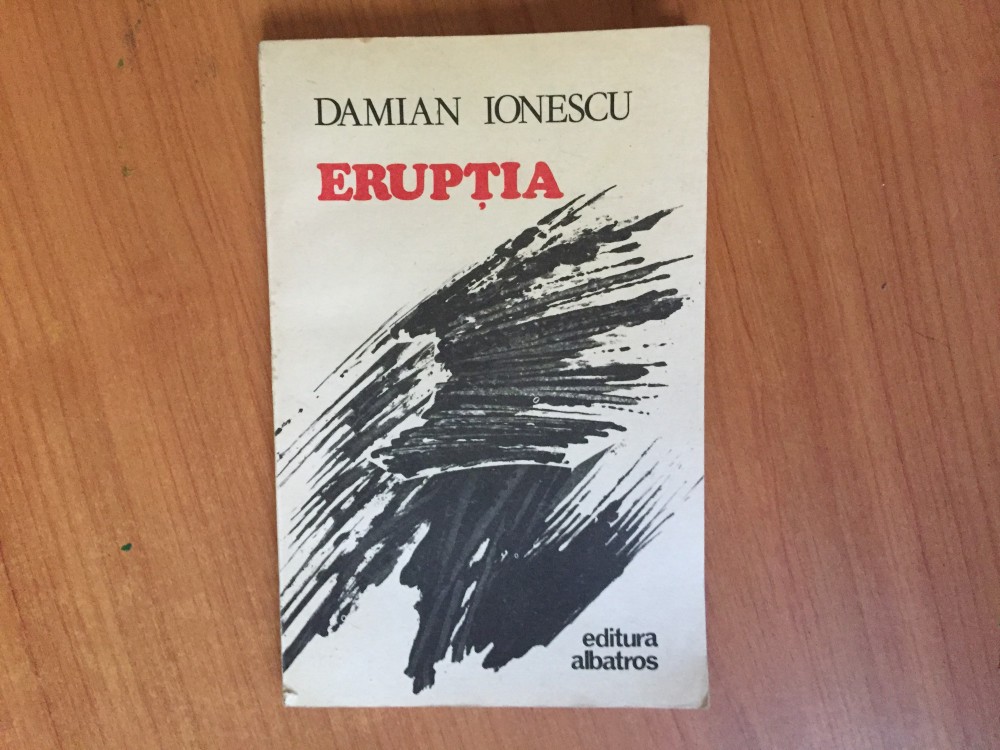 DAMIAN IONESCU
ERUPȚIA
editura
albatros